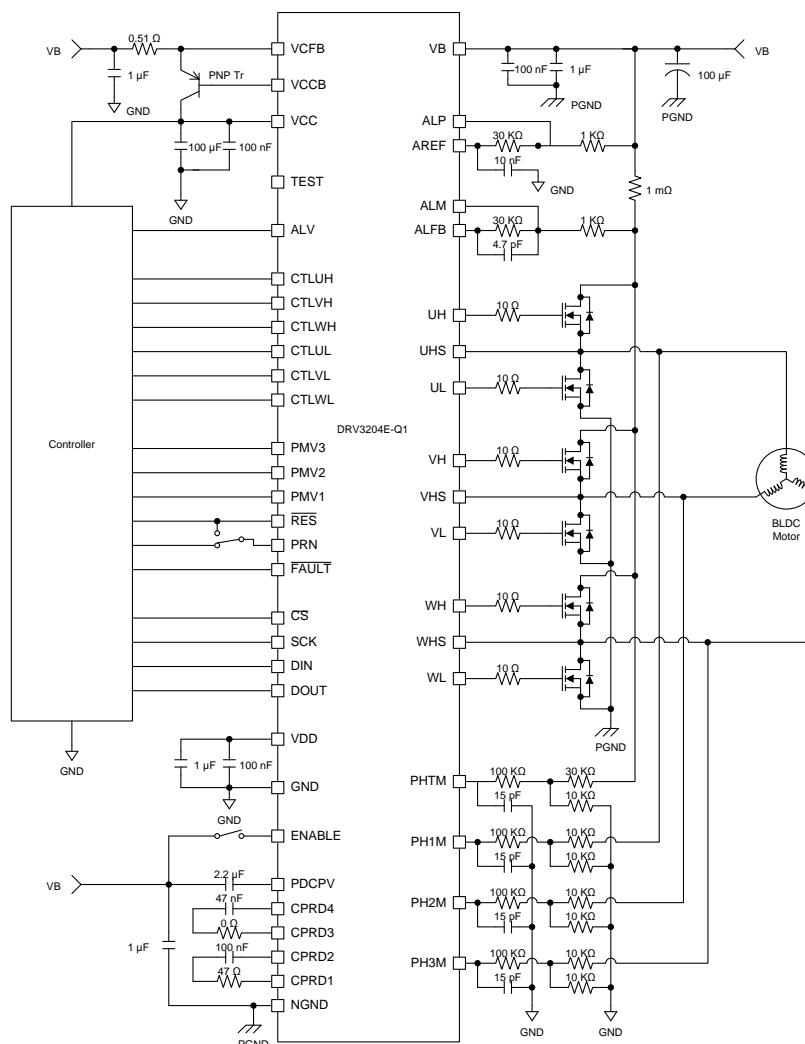 VB
0.51 Ω
1 µF
GND
PNP Tr
100 µF
100 nF
GND
Controller
GND
VCFB
VCCB
VCC
TEST
ALV
CTLUH
CTLVH
CTLWH
CTLUL
CTLVL
CTLWL
PMV3
PMV2
PMV1
RES
PRN
FAULT
CS
SCK
DIN
DOUT
VDD
1 µF
100 nF
GND
GND
ENABLE
VB
1 µF
2.2 µF
PDCPV
47 nF
CPRD4
0 Ω
CPRD3
100 nF
CPRD2
47 Ω
CPRD1
NGND
PGND
DRV3204E-Q1
VB
100 nF
1 µF
PGND
100 µF
PGND
VB
ALP
AREF
30 KΩ
10 nF
GND
1 KΩ
1 mΩ
ALM
ALFB
30 KΩ
4.7 pF
1 KΩ
UH
10 Ω
UHS
UL
10 Ω
VH
10 Ω
VHS
VL
10 Ω
WH
10 Ω
WHS
WL
10 Ω
PGND
BLDC
Motor
PHTM
100 KΩ
30 KΩ
15 pF
10 KΩ
PH1M
100 KΩ
10 KΩ
15 pF
10 KΩ
PH2M
100 KΩ
10 KΩ
15 pF
10 KΩ
PH3M
100 KΩ
10 KΩ
15 pF
10 KΩ
GND
GND